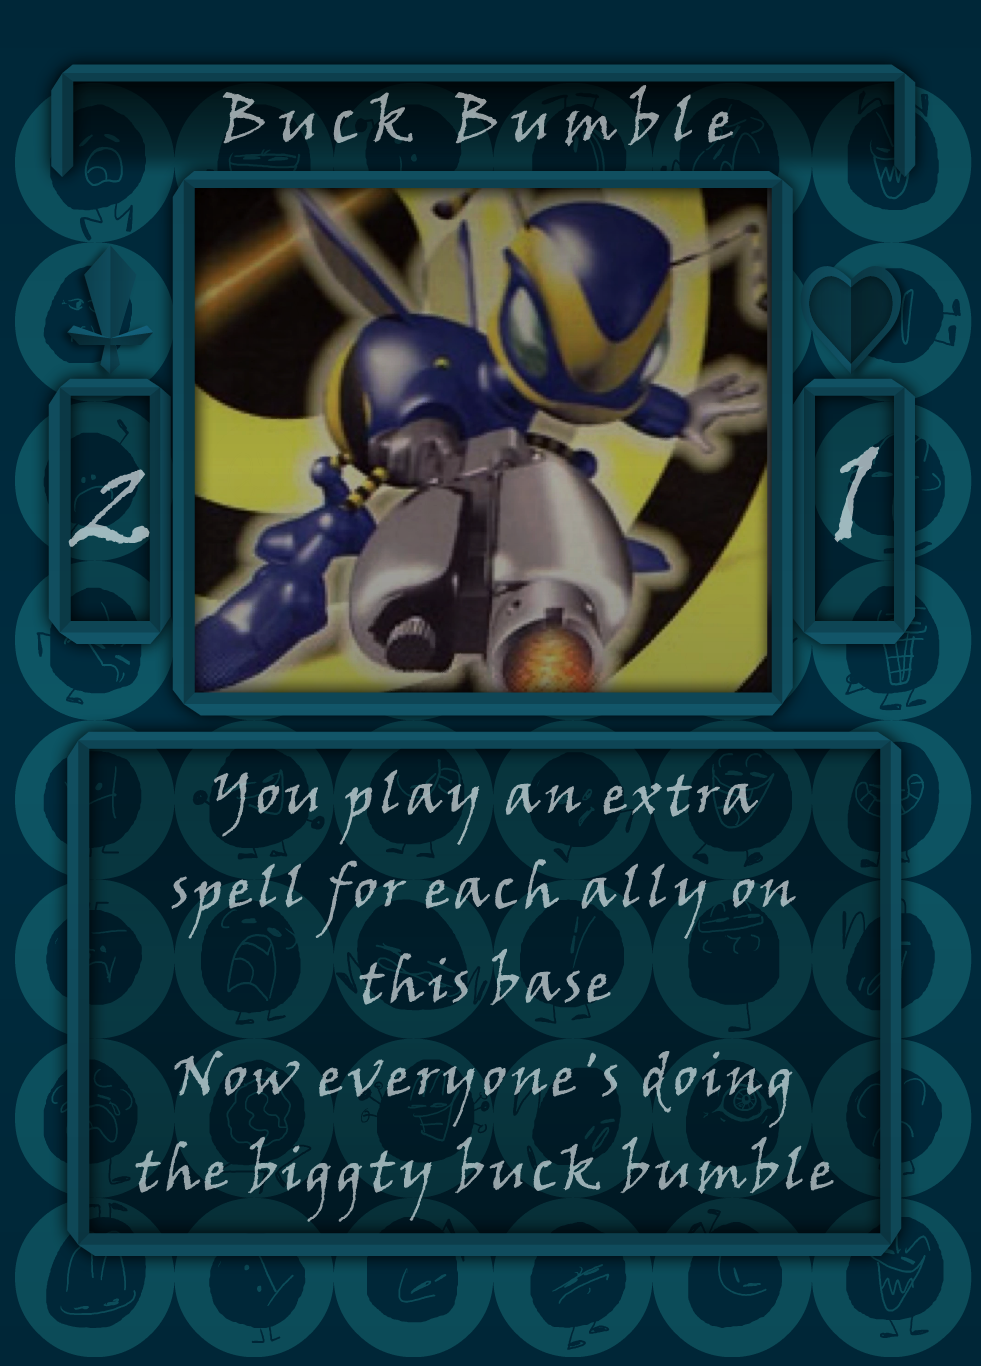 Buck Bumble
2
1
You play an extra
spell for each ally on
this base
Now everyone's doing
the biggty buck bumble